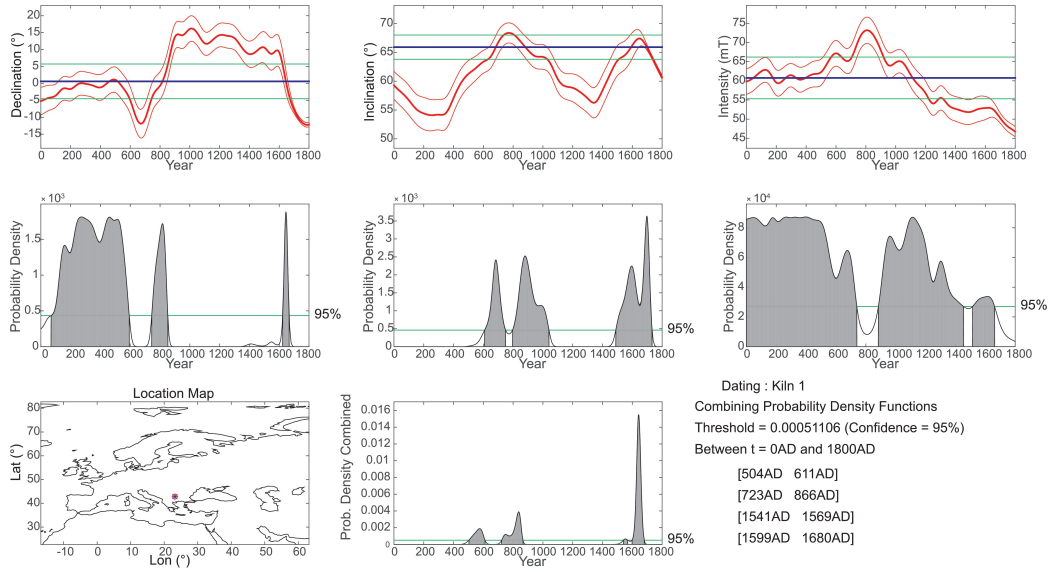 Declination (°)
20
15
10
5
0
-5
-10
-15
0 200 400 600 800 1000 1200 1400 1600 1800
Year
Inclination (°)
70
65
60
55
50
0 200 400 600 800 1000 1200 1400 1600 1800
Year
Intensity (mT)
75
70
65
60
55
50
45
0 200 400 600 800 1000 1200 1400 1600 1800
Year
× 10³
Probability Density
1.5
1
0.5
0
95%
0 200 400 600 800 1000 1200 1400 1600 1800
Year
× 10³
Probability Density
3.5
3
2.5
2
1.5
1
0.5
0
95%
0 200 400 600 800 1000 1200 1400 1600 1800
Year
× 10⁴
Probability Density
8
6
4
2
0
95%
0 200 400 600 800 1000 1200 1400 1600 1800
Year
Location Map
Lat (°)
80
70
60
50
40
30
-10 0 10 20 30 40 50 60
Lon (°)
Prob. Density Combined
0.016
0.014
0.012
0.008
0.006
0.004
0.002
0
95%
0 200 400 600 800 1000 1200 1400 1600 1800
Year
Dating : Kiln 1
Combining Probability Density Functions
Threshold = 0.00051106 (Confidence = 95%)
Between t = 0AD and 1800AD
[504AD 611AD]
[723AD 866AD]
[1541AD 1569AD]
[1599AD 1680AD]